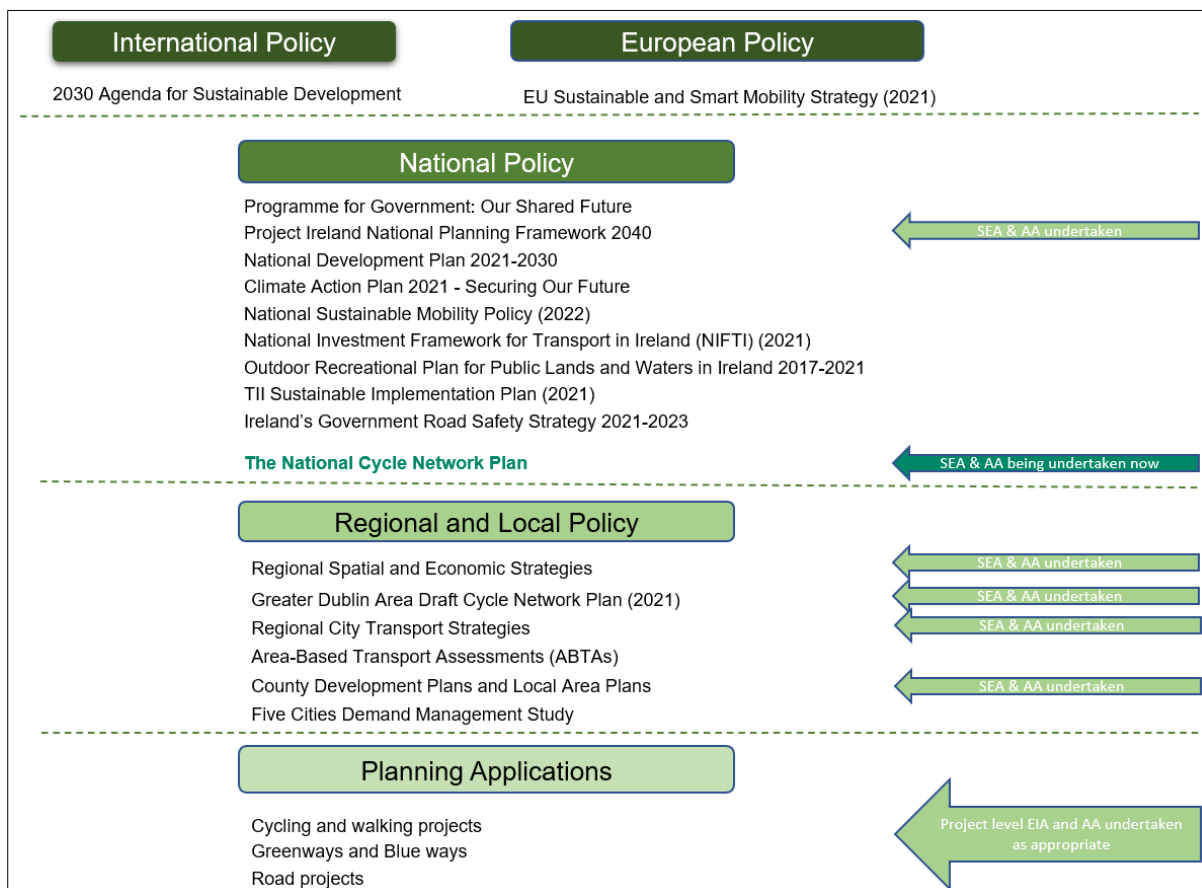 International Policy
European Policy
2030 Agenda for Sustainable Development
EU Sustainable and Smart Mobility Strategy (2021)
National Policy
Programme for Government: Our Shared Future
Project Ireland National Planning Framework 2040
SEA & AA undertaken
National Development Plan 2021-2030
Climate Action Plan 2021 - Securing Our Future
National Sustainable Mobility Policy (2022)
National Investment Framework for Transport in Ireland (NIFTI) (2021)
Outdoor Recreational Plan for Public Lands and Waters in Ireland 2017-2021
TII Sustainable Implementation Plan (2021)
Ireland's Government Road Safety Strategy 2021-2023
The National Cycle Network Plan
SEA & AA being undertaken now
Regional and Local Policy
Regional Spatial and Economic Strategies
SEA & AA undertaken
Greater Dublin Area Draft Cycle Network Plan (2021)
SEA & AA undertaken
Regional City Transport Strategies
SEA & AA undertaken
Area-Based Transport Assessments (ABTAs)
County Development Plans and Local Area Plans
SEA & AA undertaken
Five Cities Demand Management Study
Planning Applications
Cycling and walking projects
Greenways and Blue ways
Road projects
Project level EIA and AA undertaken
as appropriate